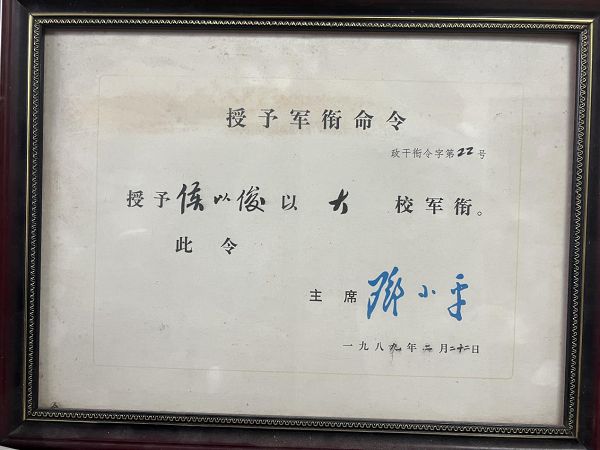 授予军衔命令
政干衔令字第22号
授予侯以俊以 大 校军衔。
此令
主席 邓小平
一九八九年二月二十二日